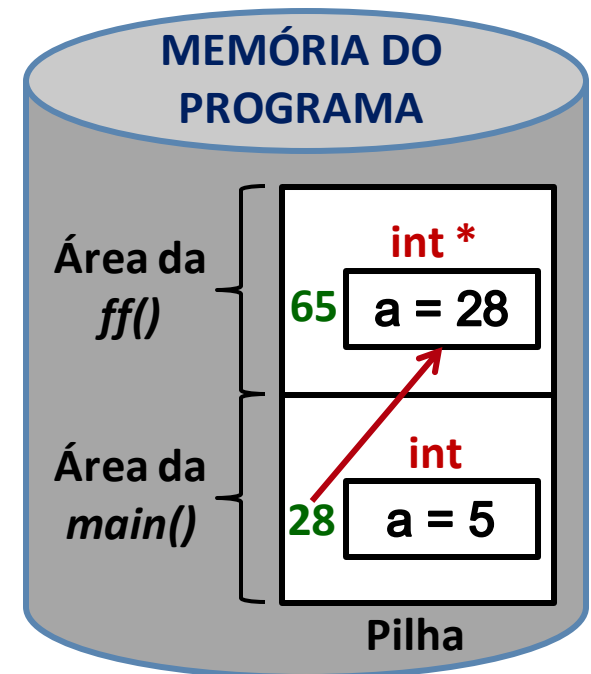 MEMÓRIA DO
PROGRAMA
Área da
ff()
int *
65
a = 28
Área da
main()
int
28
a = 5
Pilha